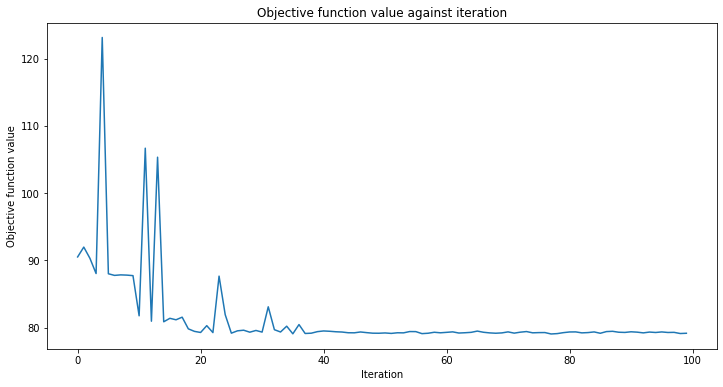 Objective function value against iteration
120
110
100
90
80
Objective function value
0 20 40 60 80 100
Iteration